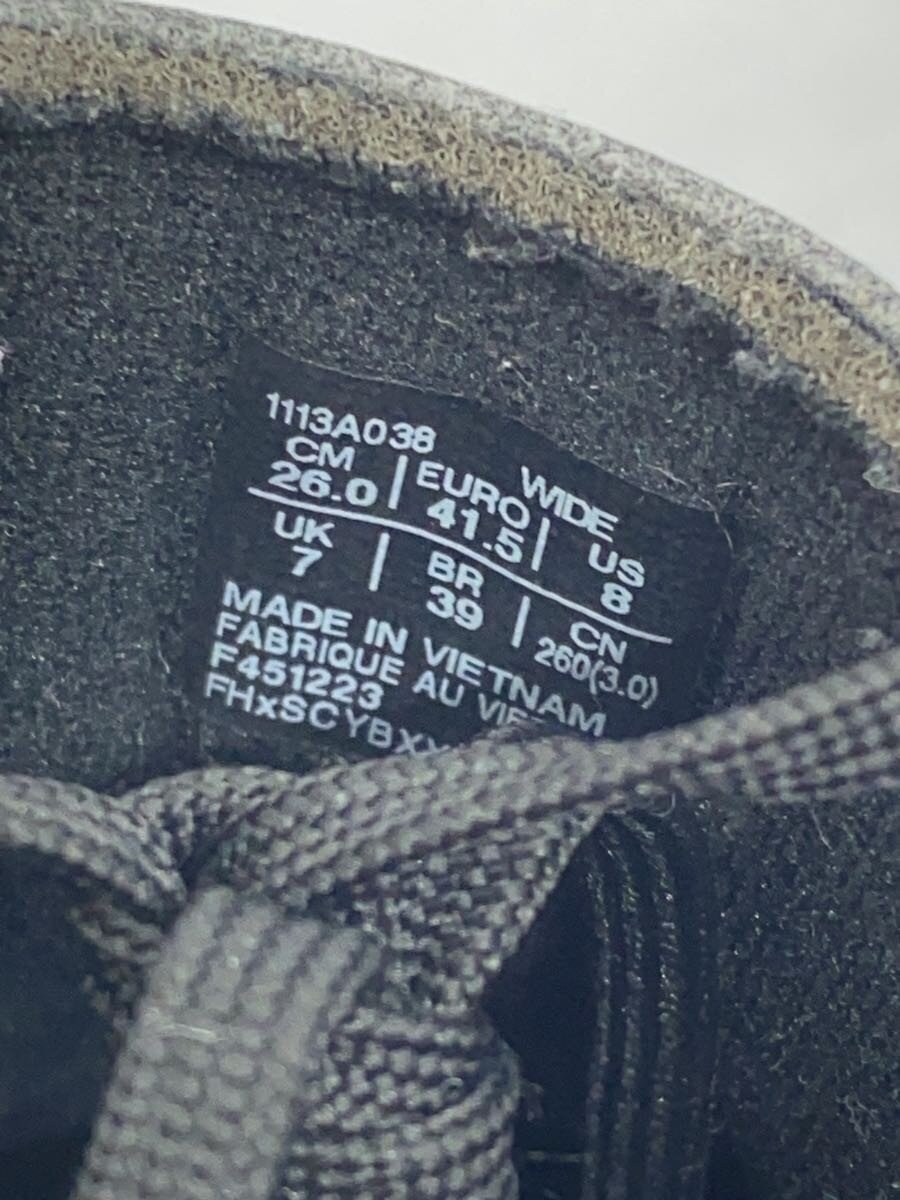 1113A038
WIDE
CM | EURO | US
26.0 | 41.5 | 8
UK | BR | CN
7 | 39 | 260(3.0)
MADE IN VIETNAM
FABRIQUE AU
F451223